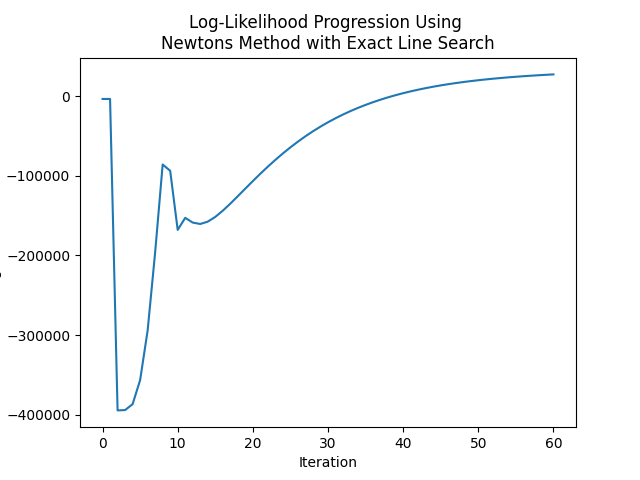 Log-Likelihood Progression Using
Newtons Method with Exact Line Search
0
−100000
−200000
−300000
−400000
0 10 20 30 40 50 60
Iteration